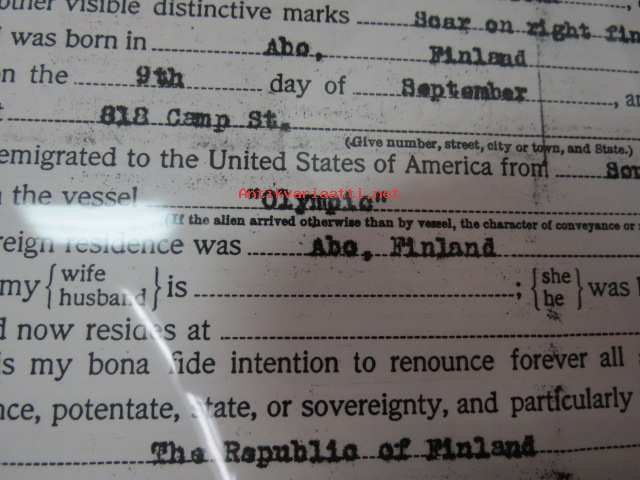 other visible distinctive marks Scar on right fin
was born in Abo, Finland
on the 9th day of September, a
818 Camp St.
(Give number, street, city or town, and State.)
emigrated to the United States of America from Sou
the vessel "Olympic"
Antikvariaatti.net
(If the alien arrived otherwise than by vessel, the character of conveyance or
reign residence was Abo, Finland
my {wife husband} is ; {she he} was
d now resides at
is my bona fide intention to renounce forever all
nce, potentate, state, or sovereignty, and particularly
The Republic of Finland